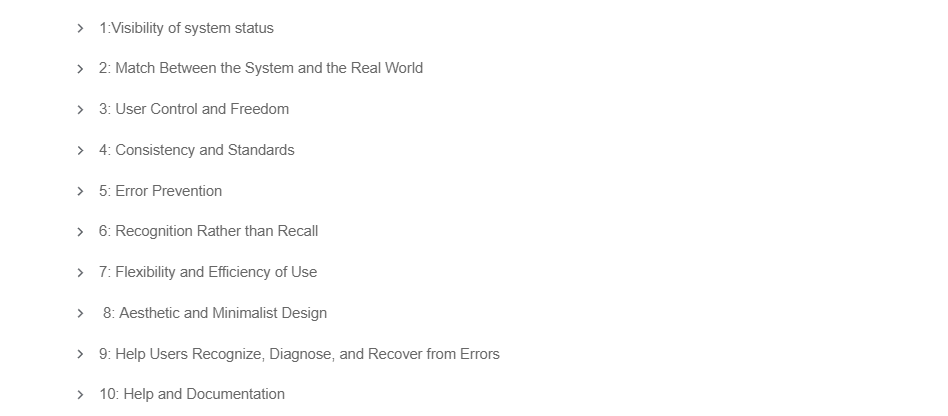 1:Visibility of system status
2: Match Between the System and the Real World
3: User Control and Freedom
4: Consistency and Standards
5: Error Prevention
6: Recognition Rather than Recall
7: Flexibility and Efficiency of Use
8: Aesthetic and Minimalist Design
9: Help Users Recognize, Diagnose, and Recover from Errors
10: Help and Documentation